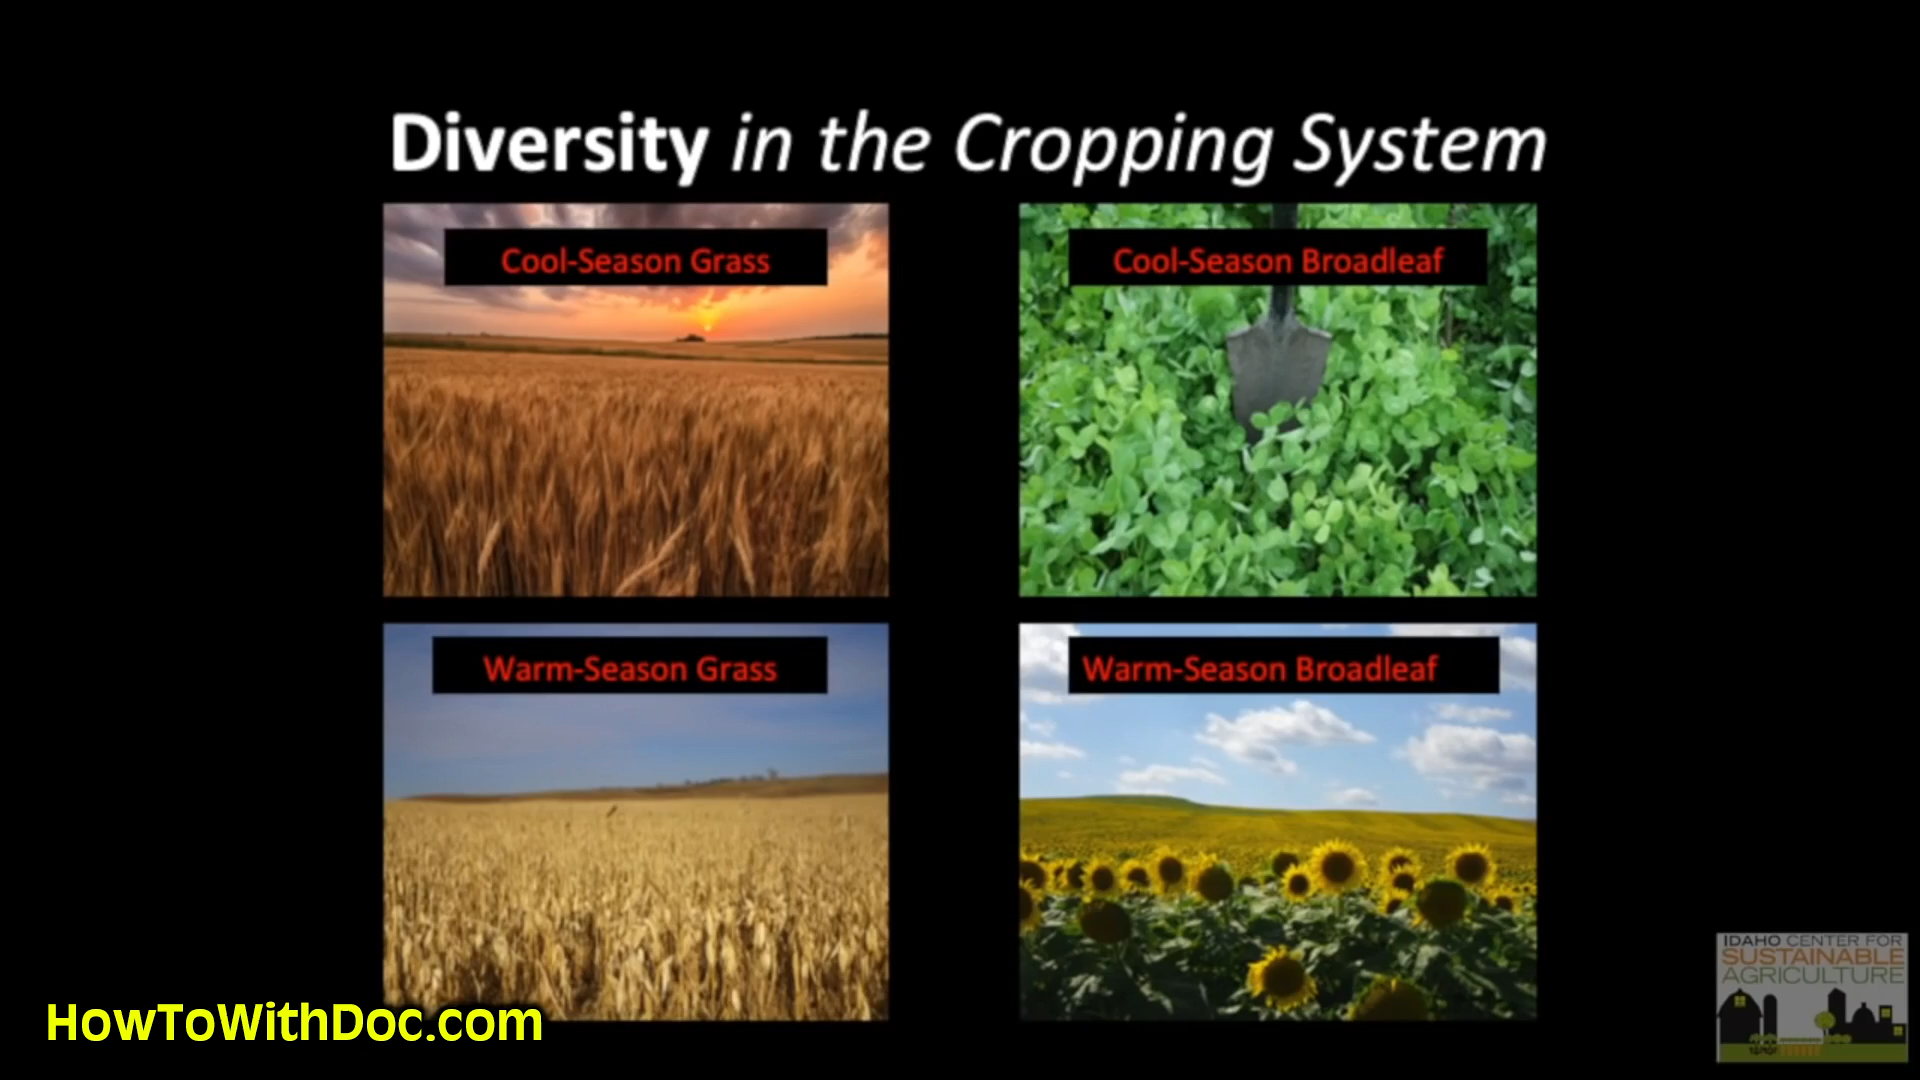 Diversity in the Cropping System
Cool-Season Grass
Cool-Season Broadleaf
Warm-Season Grass
Warm-Season Broadleaf
HowToWithDoc.com
IDAHO CENTER FOR
SUSTAINABLE
AGRICULTURE